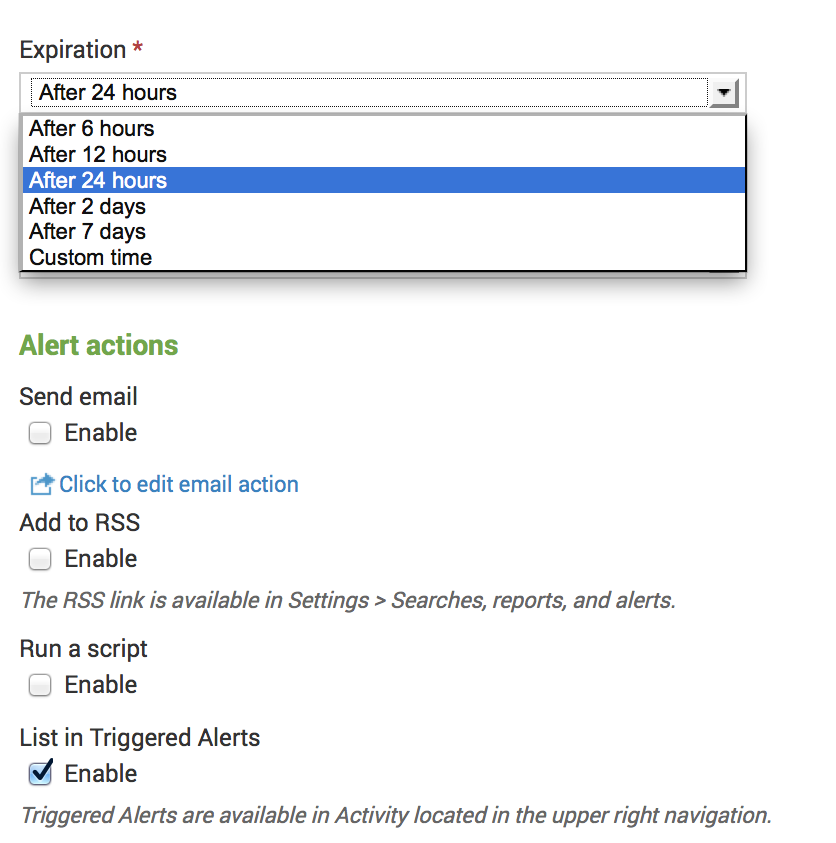 Expiration *
After 24 hours
After 6 hours
After 12 hours
After 24 hours
After 2 days
After 7 days
Custom time
Alert actions
Send email
Enable
Click to edit email action
Add to RSS
Enable
The RSS link is available in Settings > Searches, reports, and alerts.
Run a script
Enable
List in Triggered Alerts
Enable
Triggered Alerts are available in Activity located in the upper right navigation.